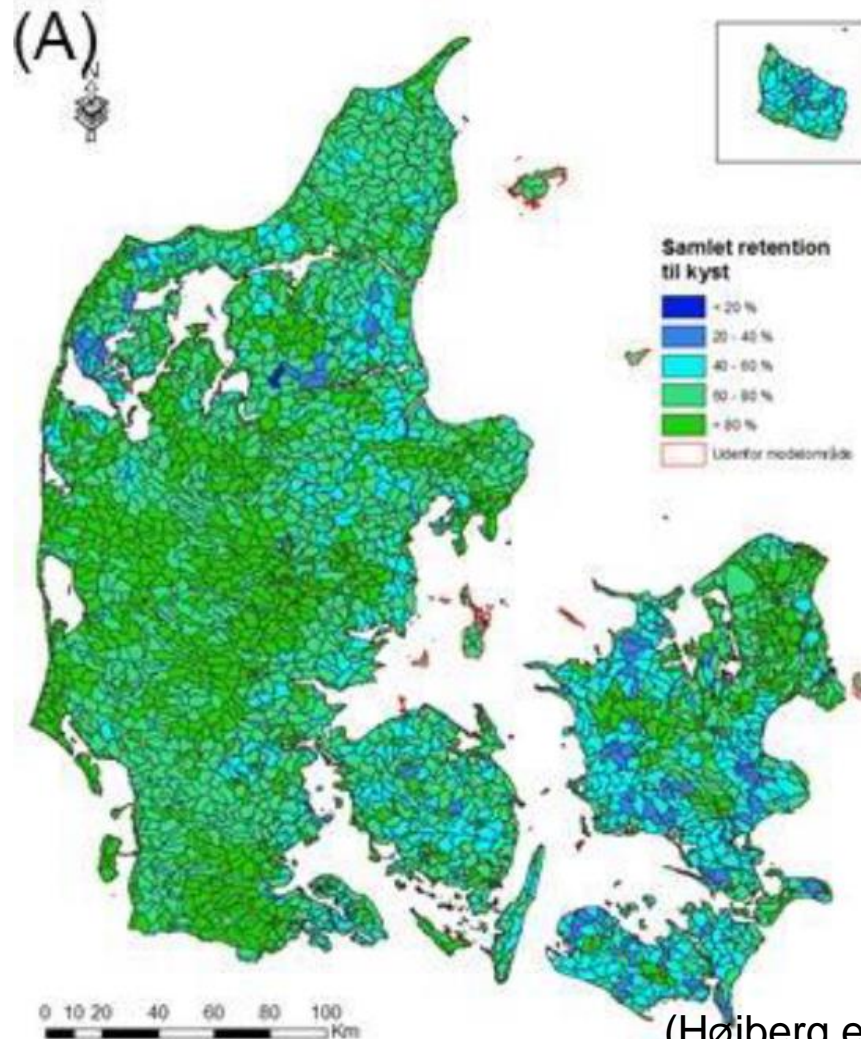 (A)
N
Samlet retention
til kyst
< 20 %
20 - 40 %
40 - 60 %
60 - 80 %
> 80 %
Udenfor modelområde
0 10 20 40 60 80 100
Km
(Højberg e